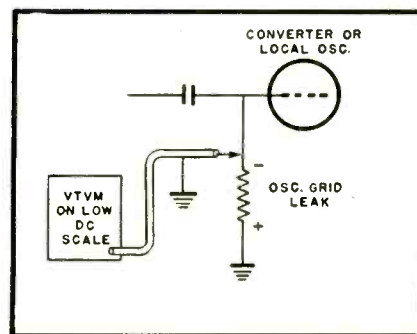 CONVERTER OR
LOCAL OSC.
-
OSC. GRID
LEAK
+
VTVM
ON LOW
DC
SCALE